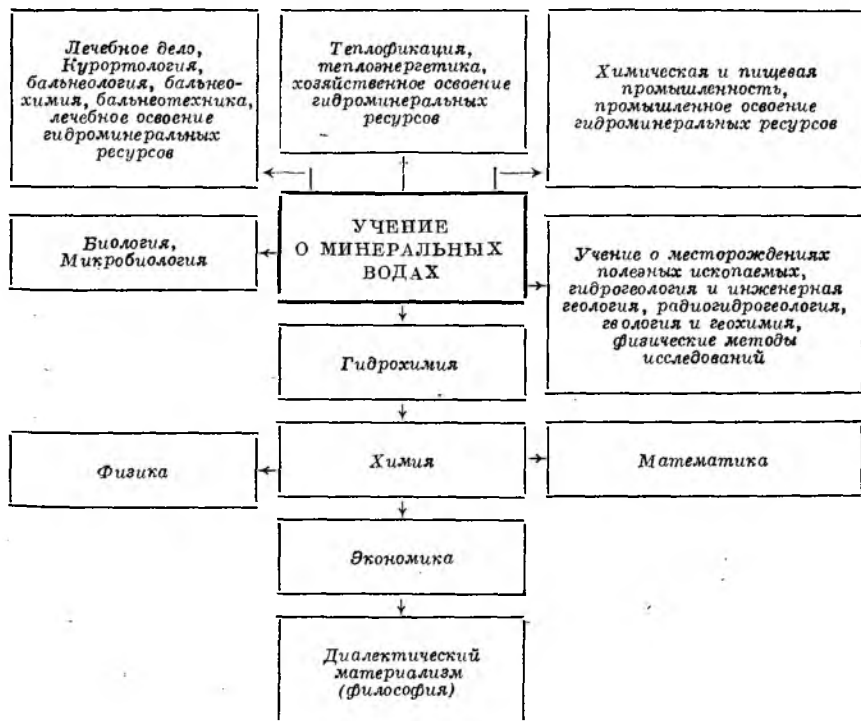 Лечебное дело,
Курортология,
бальнеология, бальнео-
химия, бальнеотехника,
лечебное освоение
гидроминеральных
ресурсов
Теплофикация,
теплоэнергетика,
хозяйственное освоение
гидроминеральных
ресурсов
Химическая и пищевая
промышленность,
промышленное освоение
гидроминеральных ресурсов
Биология,
Микробиология
УЧЕНИЕ
О МИНЕРАЛЬНЫХ
ВОДАХ
Учение о месторождениях
полезных ископаемых,
гидрогеология и инженерная
геология, радиогидрогеология,
геология и геохимия,
физические методы
исследований
Гидрохимия
Физика
Химия
Математика
Экономика
Диалектический
материализм
(философия)